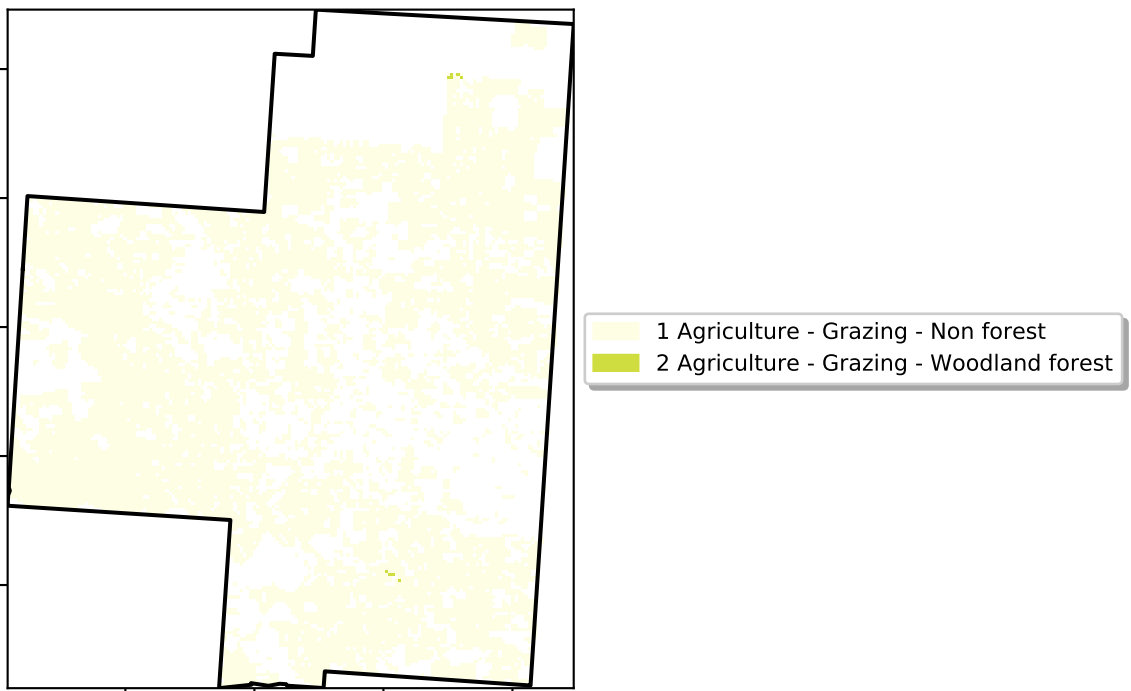 1 Agriculture - Grazing - Non forest
2 Agriculture - Grazing - Woodland forest